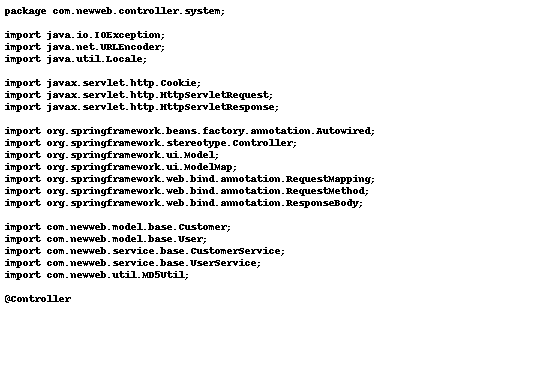 package com.newweb.controller.system;

import java.io.IOException;
import java.net.URLEncoder;
import java.util.Locale;

import javax.servlet.http.Cookie;
import javax.servlet.http.HttpServletRequest;
import javax.servlet.http.HttpServletResponse;

import org.springframework.beans.factory.annotation.Autowired;
import org.springframework.stereotype.Controller;
import org.springframework.ui.Model;
import org.springframework.ui.ModelMap;
import org.springframework.web.bind.annotation.RequestMapping;
import org.springframework.web.bind.annotation.RequestMethod;
import org.springframework.web.bind.annotation.ResponseBody;

import com.newweb.model.base.Customer;
import com.newweb.model.base.User;
import com.newweb.service.base.CustomerService;
import com.newweb.service.base.UserService;
import com.newweb.util.MD5Util;

@Controller